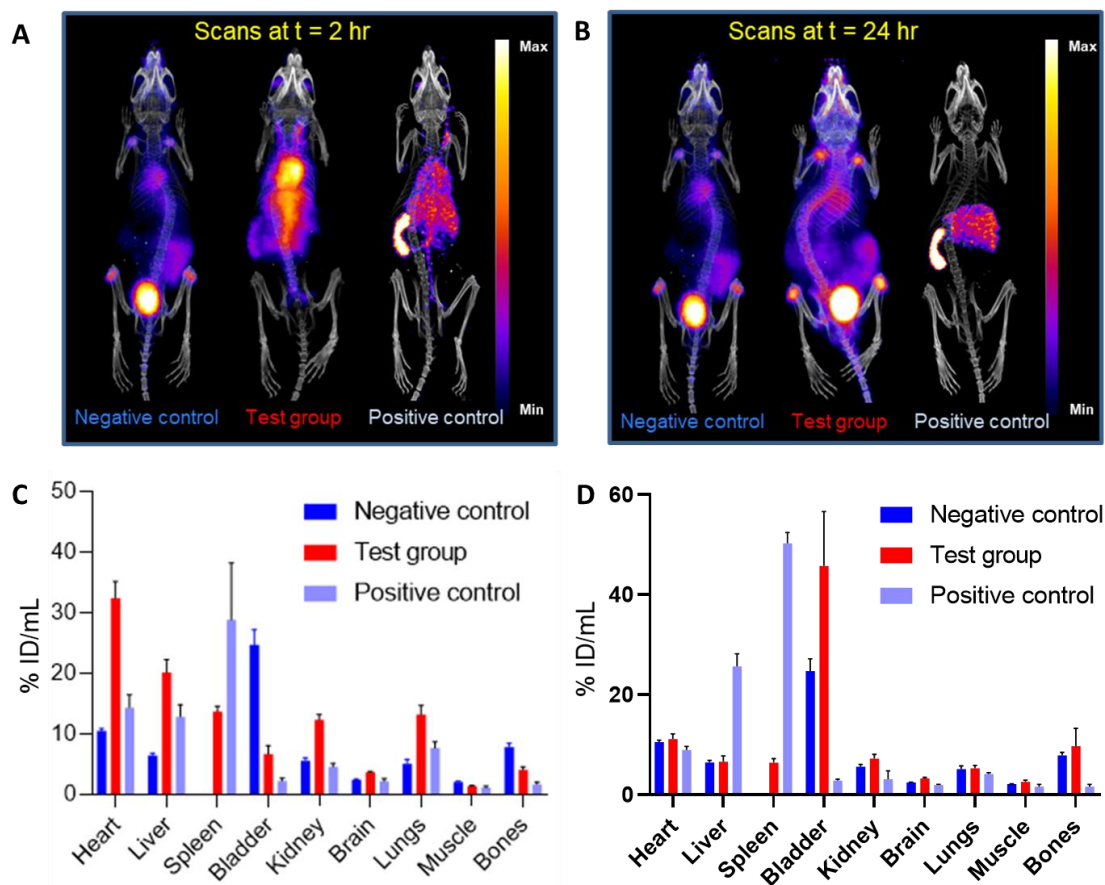 A
Scans at t = 2 hr
Max
Min
Negative control
Test group
Positive control
B
Scans at t = 24 hr
Max
Min
Negative control
Test group
Positive control
C
50
40
30
20
10
0
% ID/mL
Negative control
Test group
Positive control
Heart
Liver
Spleen
Bladder
Kidney
Brain
Lungs
Muscle
Bones
D
60
40
20
0
% ID/mL
Negative control
Test group
Positive control
Heart
Liver
Spleen
Bladder
Kidney
Brain
Lungs
Muscle
Bones